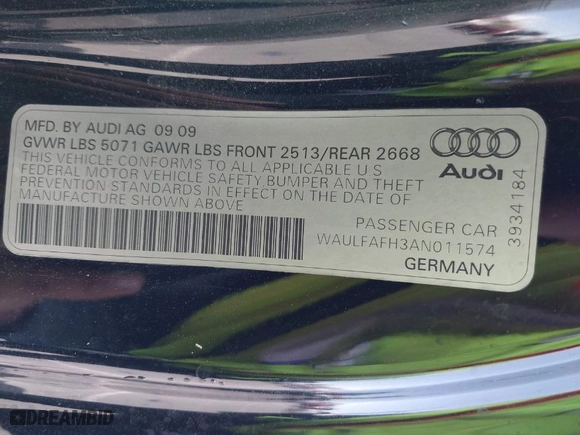 MFD. BY AUDI AG 09 09
GVWR LBS 5071 GAWR LBS FRONT 2513/REAR 2668
THIS VEHICLE CONFORMS TO ALL APPLICABLE U S
FEDERAL MOTOR VEHICLE SAFETY BUMPER AND THEFT
PREVENTION STANDARDS IN EFFECT ON THE DATE OF
MANUFACTURE SHOWN ABOVE
PASSENGER CAR
WAULFAFH3AN011574
GERMANY
Audi
3934184
DREAMBID